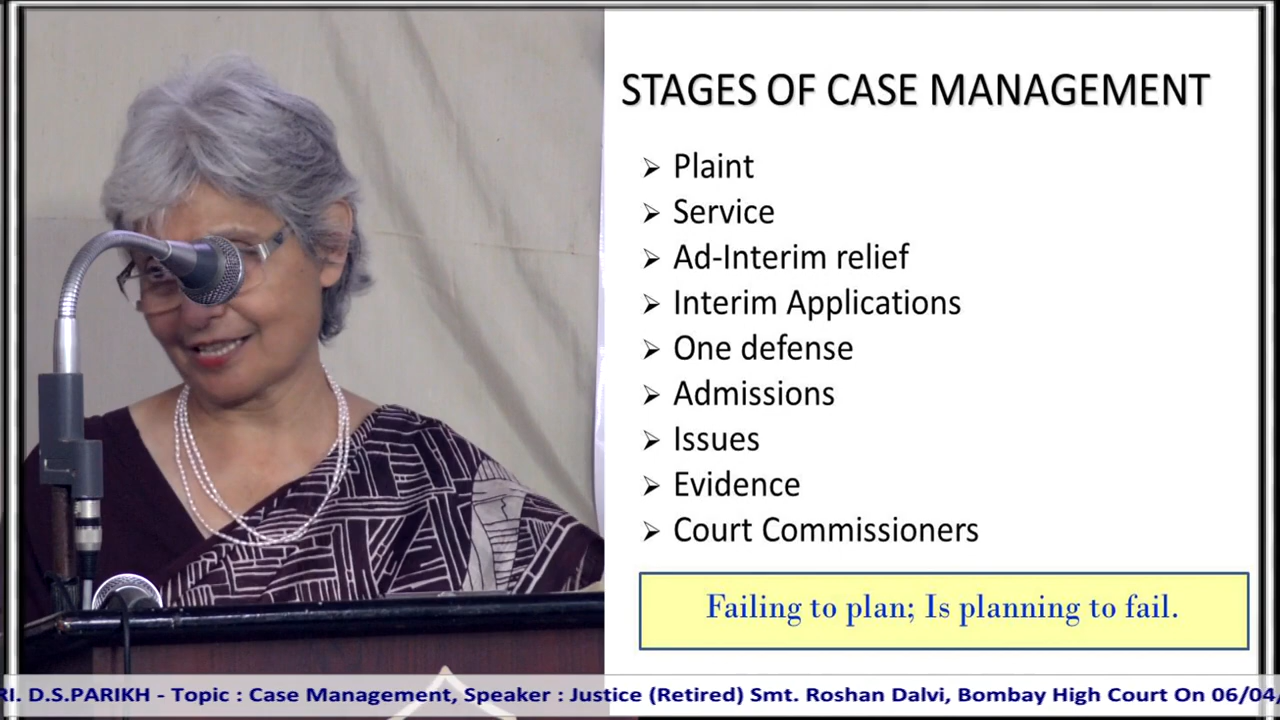 STAGES OF CASE MANAGEMENT
➢ Plaint
➢ Service
➢ Ad-Interim relief
➢ Interim Applications
➢ One defense
➢ Admissions
➢ Issues
➢ Evidence
➢ Court Commissioners
Failing to plan; Is planning to fail.
D.S.PARIKH - Topic : Case Management, Speaker : Justice (Retired) Smt. Roshan Dalvi, Bombay High Court On 06/04/